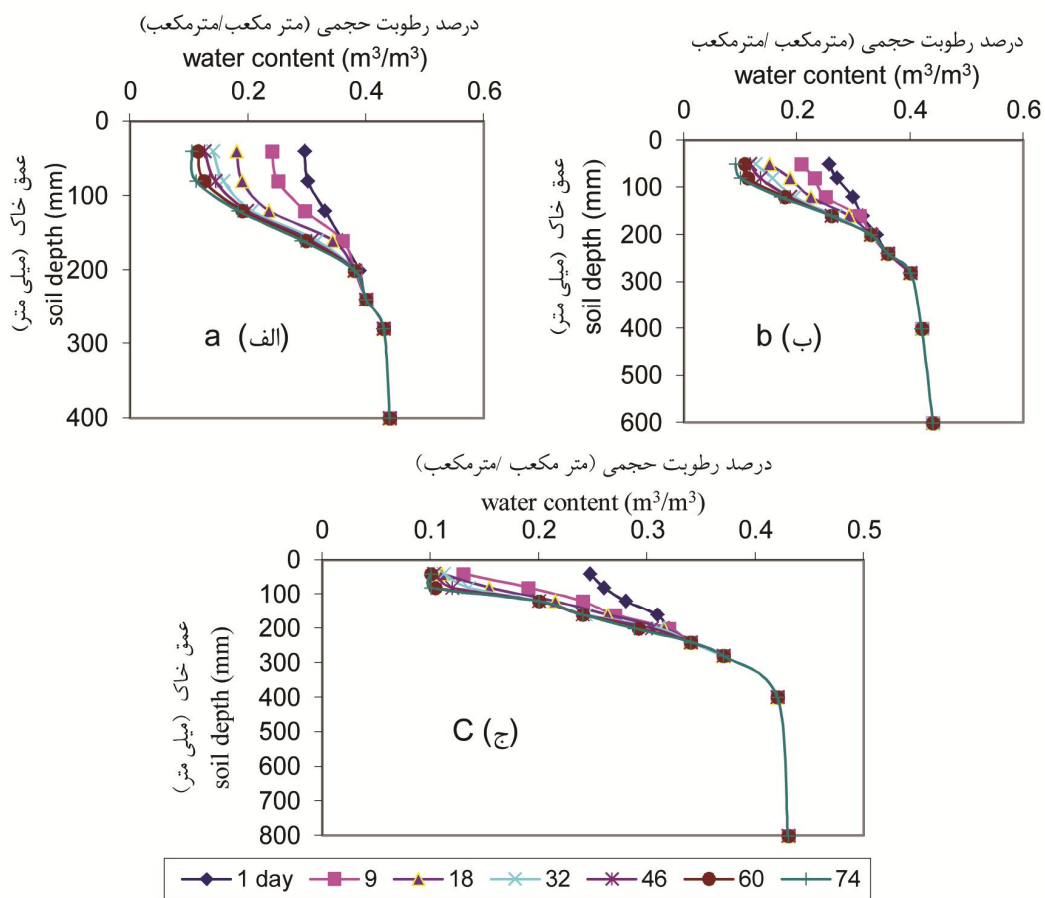 درصد رطوبت حجمی (متر مکعب/مترمکعب)
water content (m³/m³)
0 0.2 0.4 0.6
0
100
200
300
400
عمق خاک (میلی متر)
soil depth (mm)
a (الف)
درصد رطوبت حجمی (مترمکعب /مترمکعب
water content (m³/m³)
0 0.2 0.4 0.6
0
100
200
300
400
500
600
عمق خاک (میلی متر)
soil depth (mm)
b (ب)
درصد رطوبت حجمی (متر مکعب /مترمکعب)
water content (m³/m³)
0 0.1 0.2 0.3 0.4 0.5
0
100
200
300
400
500
600
700
800
عمق خاک (میلی متر)
soil depth (mm)
C (ج)
1 day 9 18 32 46 60 74